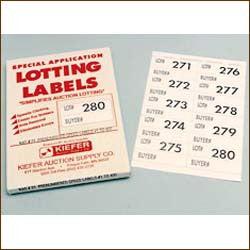 SPECIAL APPLICATION
LOTTING
LABELS
"SIMPLIFIES AUCTION LOTTING"
LOT# 280
BUYER#
KIEFER
KIEFER AUCTION SUPPLY CO.
LOT# 271
BUYER#
LOT# 272
BUYER#
LOT# 273
BUYER#
LOT# 274
BUYER#
LOT# 275
BUYER#
LOT# 276
BUYER#
LOT# 277
BUYER#
LOT# 278
BUYER#
LOT# 279
BUYER#
LOT# 280
BUYER#